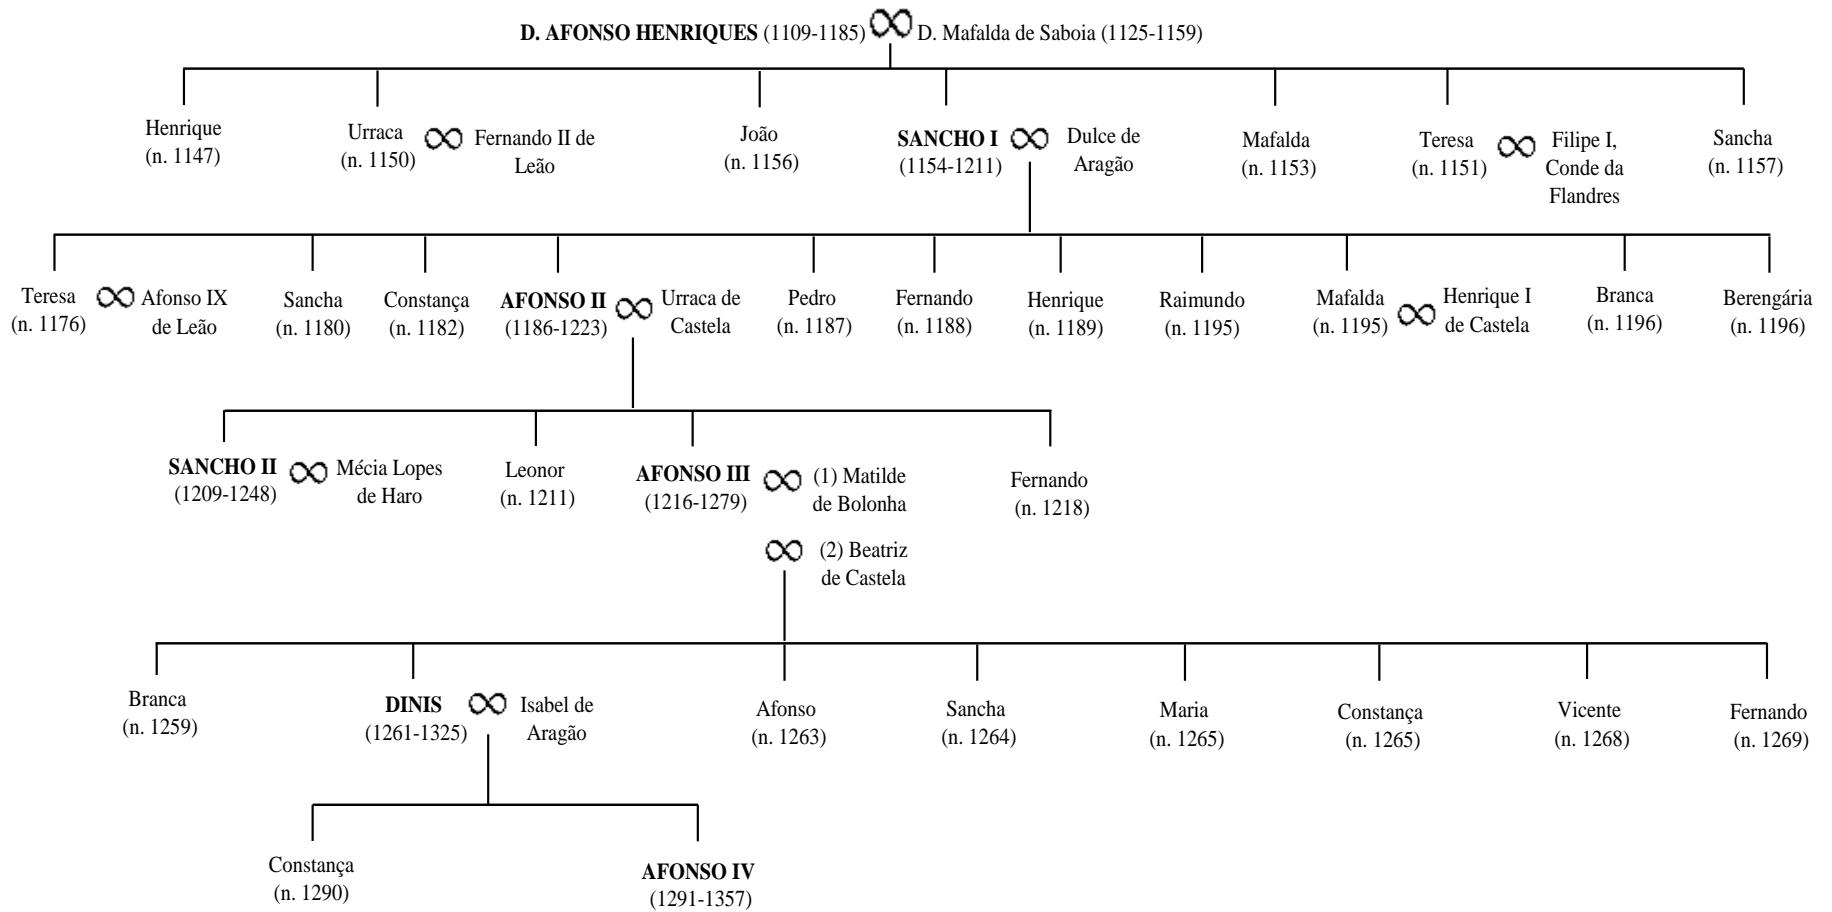 D. AFONSO HENRIQUES (1109-1185) D. Mafalda de Saboia (1125-1159)
Henrique
(n. 1147)
Urraca
(n. 1150)
Fernando II de
Leão
João
(n. 1156)
SANCHO I
(1154-1211)
Dulce de
Aragão
Mafalda
(n. 1153)
Teresa
(n. 1151)
Filipe I,
Conde da
Flandres
Sancha
(n. 1157)
Teresa
(n. 1176)
Afonso IX
de Leão
Sancha
(n. 1180)
Constança
(n. 1182)
AFONSO II
(1186-1223)
Urraca de
Castela
Pedro
(n. 1187)
Fernando
(n. 1188)
Henrique
(n. 1189)
Raimundo
(n. 1195)
Mafalda
(n. 1195)
Henrique I
de Castela
Branca
(n. 1196)
Berengária
(n. 1196)
SANCHO II
(1209-1248)
Mécia Lopes
de Haro
Leonor
(n. 1211)
AFONSO III
(1216-1279)
(1) Matilde
de Bolonha
Fernando
(n. 1218)
(2) Beatriz
de Castela
Branca
(n. 1259)
DINIS
(1261-1325)
Isabel de
Aragão
Afonso
(n. 1263)
Sancha
(n. 1264)
Maria
(n. 1265)
Constança
(n. 1265)
Vicente
(n. 1268)
Fernando
(n. 1269)
Constança
(n. 1290)
AFONSO IV
(1291-1357)